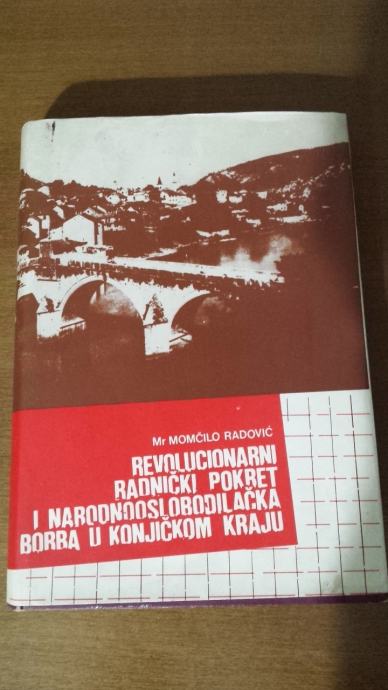 Mr MOMČILO RADOVIĆ
REVOLUCIONARNI
RADNIČKI POKRET
I NARODNOOSLOBODILAČKA
BORBA U KONJIČKOM KRAJU